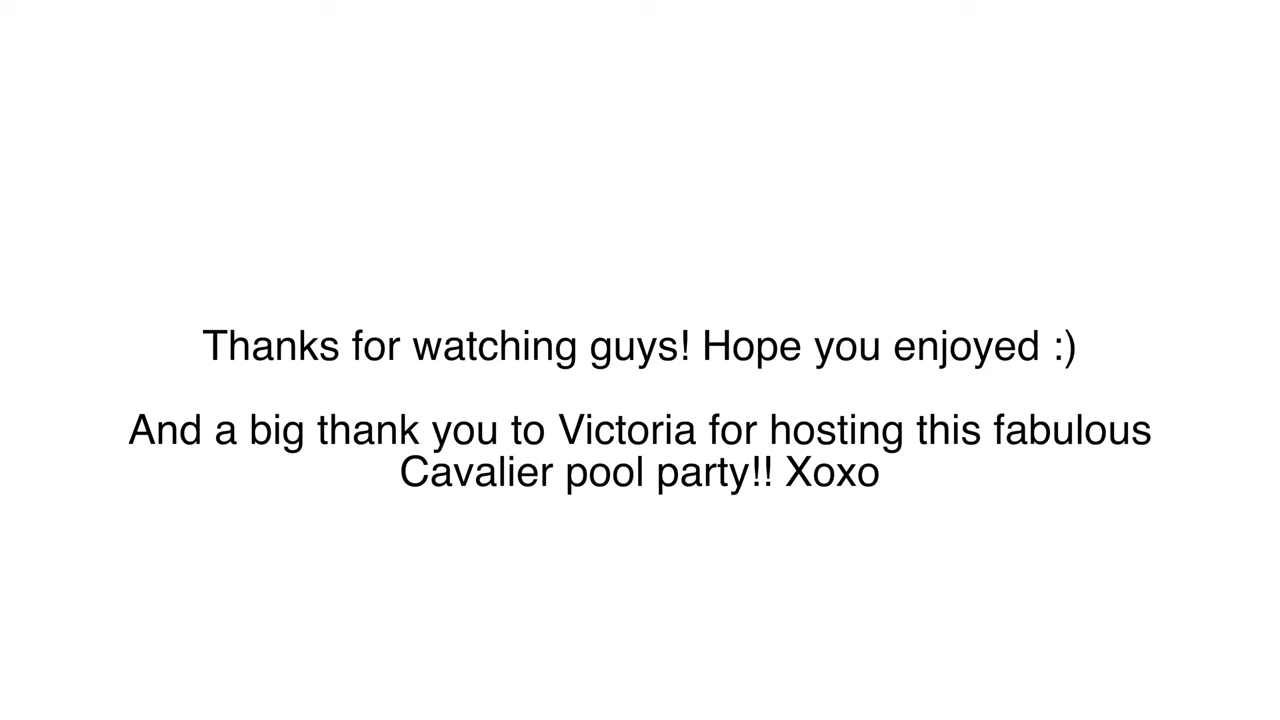 Thanks for watching guys! Hope you enjoyed :)
And a big thank you to Victoria for hosting this fabulous
Cavalier pool party!! Xoxo